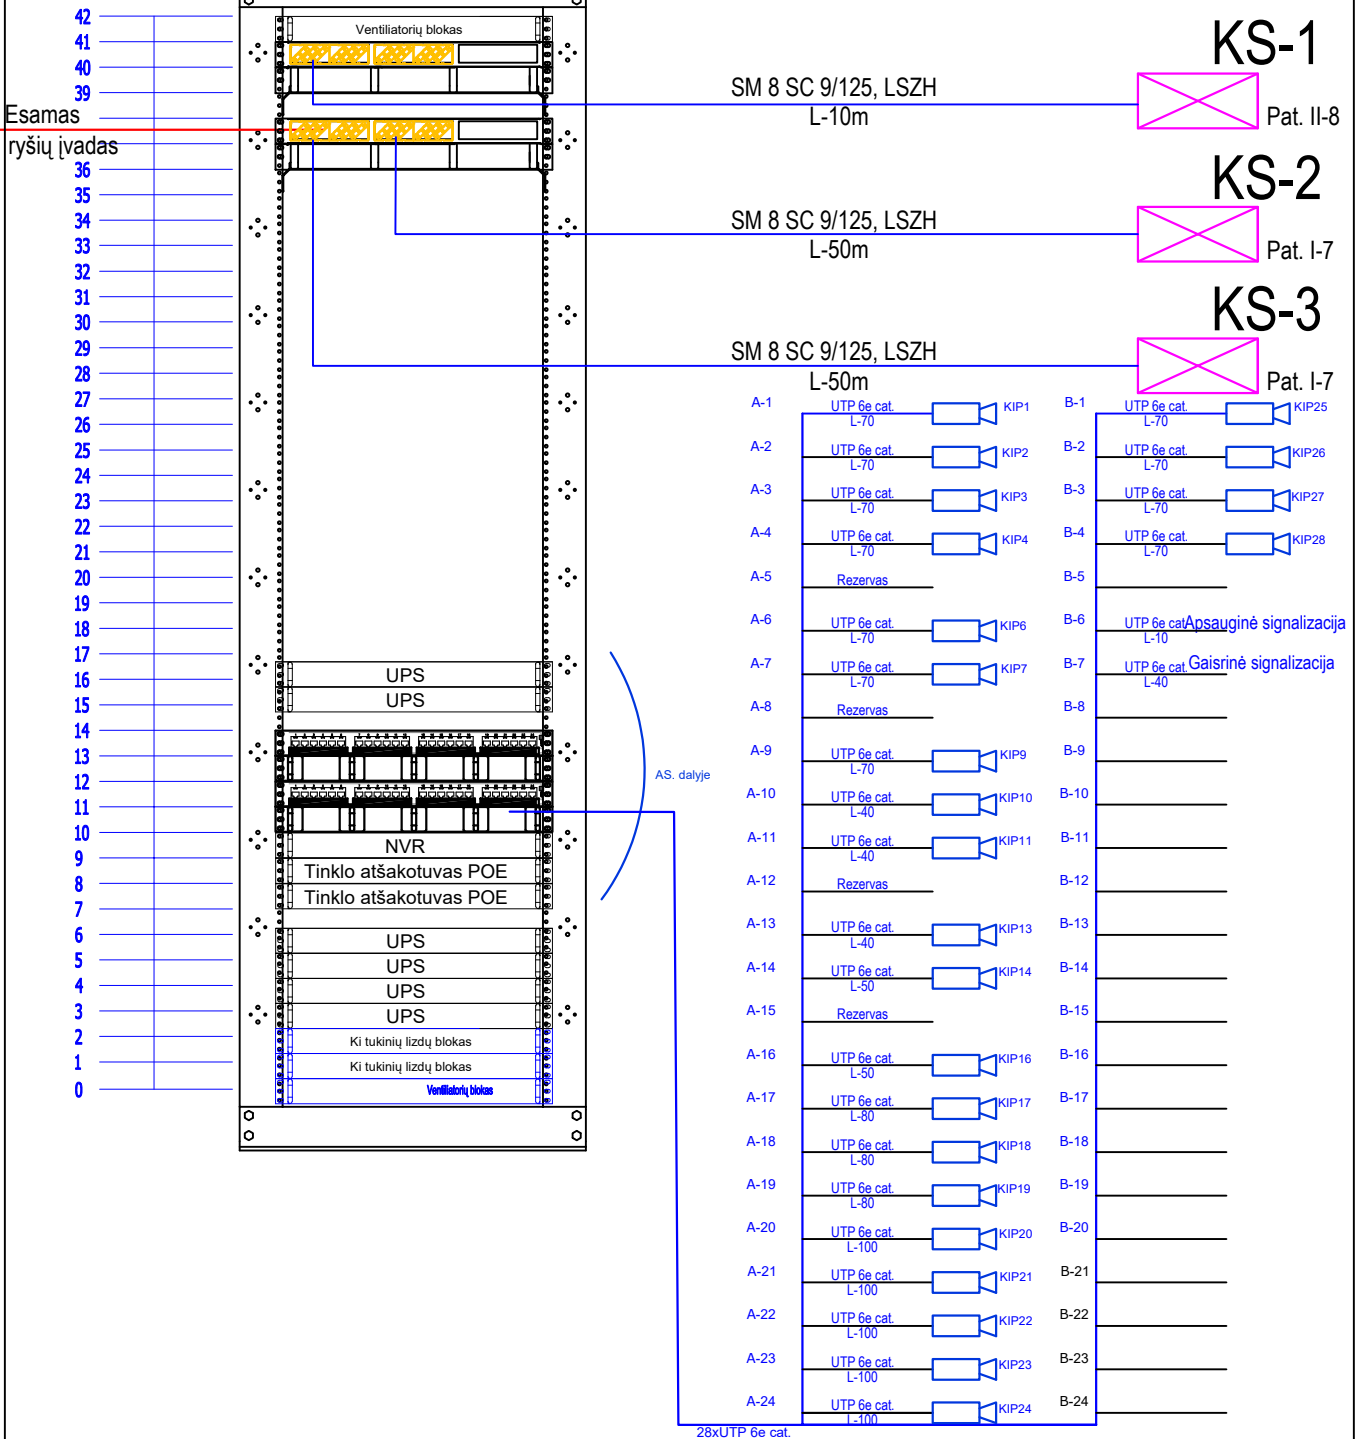 42
41
40
39
Esamas
ryšių įvadas
36
35
34
33
32
31
30
29
28
27
26
25
24
23
22
21
20
19
18
17
16
15
14
13
12
11
10
9
8
7
6
5
4
3
2
1
0
Ventiliatorių blokas
UPS
UPS
NVR
Tinklo atšakotuvas POE
Tinklo atšakotuvas POE
UPS
UPS
UPS
UPS
Ki tukinių lizdų blokas
Ki tukinių lizdų blokas
Ventiliatorių blokas
AS. dalyje
KS-1
SM 8 SC 9/125, LSZH
L-10m
Pat. II-8
KS-2
SM 8 SC 9/125, LSZH
L-50m
Pat. I-7
KS-3
SM 8 SC 9/125, LSZH
L-50m
Pat. I-7
A-1 UTP 6e cat. KIP1
L-70
A-2 UTP 6e cat. KIP2
L-70
A-3 UTP 6e cat. KIP3
L-70
A-4 UTP 6e cat. KIP4
L-70
A-5 Rezervas
A-6 UTP 6e cat. KIP6
L-70
A-7 UTP 6e cat. KIP7
L-70
A-8 Rezervas
A-9 UTP 6e cat. KIP9
L-70
A-10 UTP 6e cat. KIP10
L-40
A-11 UTP 6e cat. KIP11
L-40
A-12 Rezervas
A-13 UTP 6e cat. KIP13
L-40
A-14 UTP 6e cat. KIP14
L-50
A-15 Rezervas
A-16 UTP 6e cat. KIP16
L-50
A-17 UTP 6e cat. KIP17
L-80
A-18 UTP 6e cat. KIP18
L-80
A-19 UTP 6e cat. KIP19
L-80
A-20 UTP 6e cat. KIP20
L-100
A-21 UTP 6e cat. KIP21
L-100
A-22 UTP 6e cat. KIP22
L-100
A-23 UTP 6e cat. KIP23
L-100
A-24 UTP 6e cat. KIP24
L-100
28xUTP 6e cat.
B-1 UTP 6e cat. KIP25
L-70
B-2 UTP 6e cat. KIP26
L-70
B-3 UTP 6e cat. KIP27
L-70
B-4 UTP 6e cat. KIP28
L-70
B-5
B-6 UTP 6e cat. Apsauginė signalizacija
L-10
B-7 UTP 6e cat. Gaisrinė signalizacija
L-40
B-8
B-9
B-10
B-11
B-12
B-13
B-14
B-15
B-16
B-17
B-18
B-19
B-20
B-21
B-22
B-23
B-24